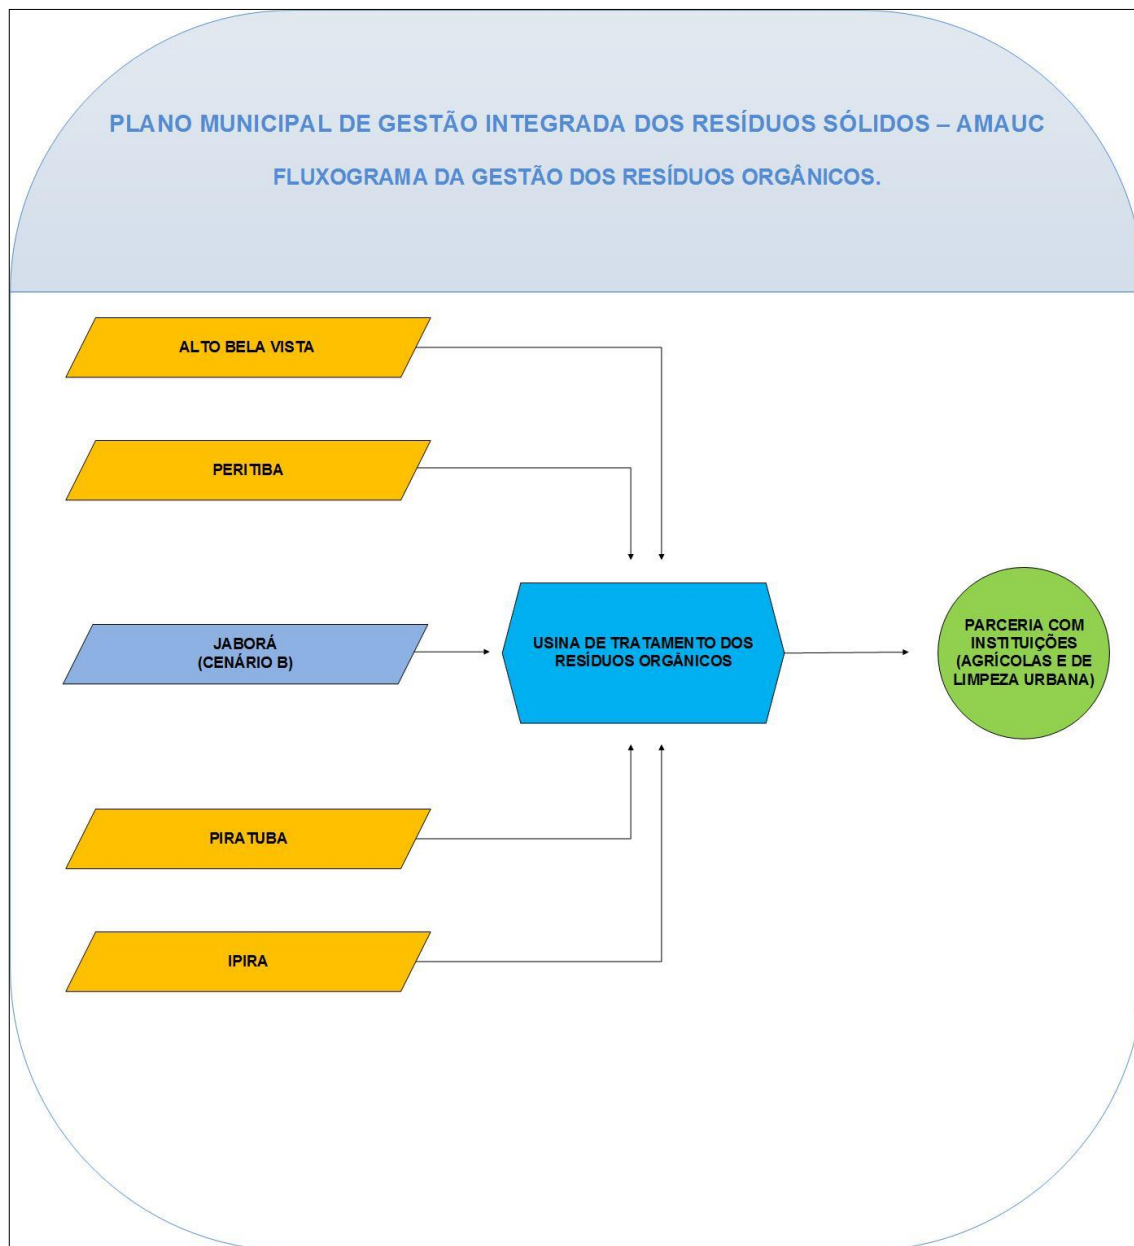 PLANO MUNICIPAL DE GESTÃO INTEGRADA DOS RESÍDUOS SÓLIDOS – AMAUC
FLUXOGRAMA DA GESTÃO DOS RESÍDUOS ORGÂNICOS.
ALTO BELA VISTA
PERITIBA
JABORÁ
(CENÁRIO B)
USINA DE TRATAMENTO DOS
RESÍDUOS ORGÂNICOS
PARCERIA COM
INSTITUIÇÕES
(AGRÍCOLAS E DE
LIMPEZA URBANA)
PIRATUBA
IPIRA